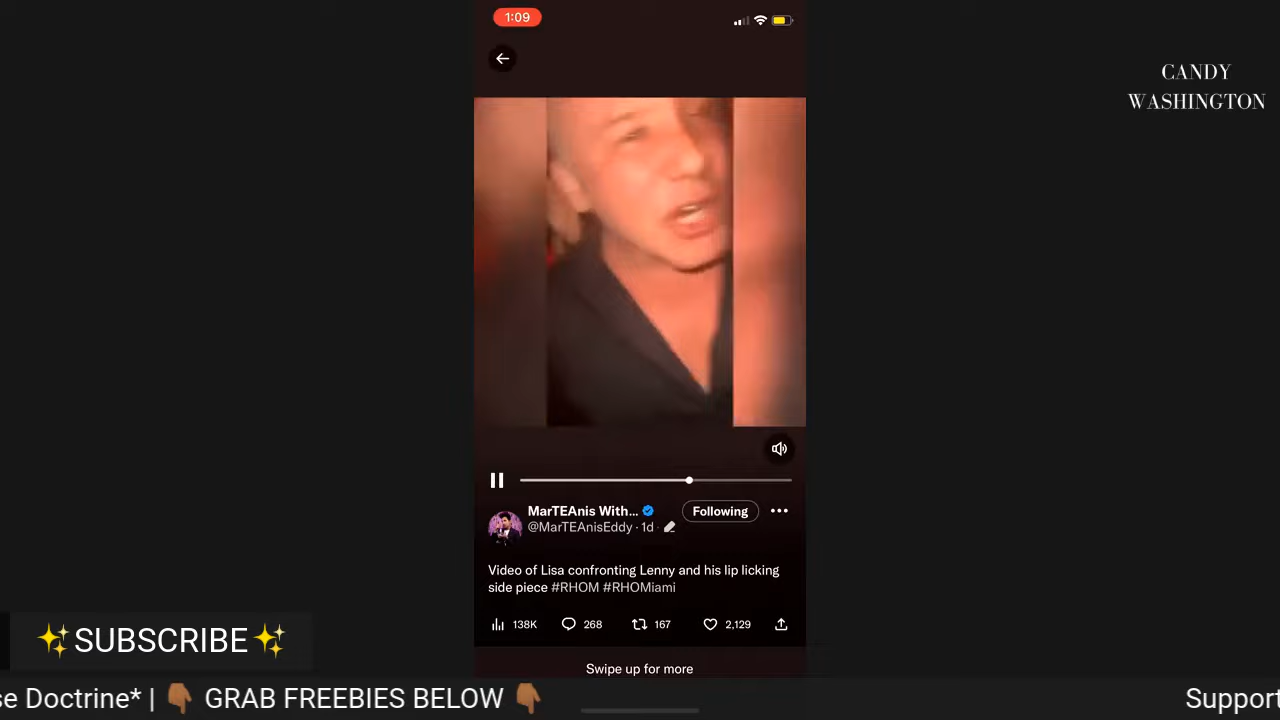 1:09
CANDY
WASHINGTON
MarTEAnis With...
Following
@MarTEAnisEddy · 1d ·
Video of Lisa confronting Lenny and his lip licking
side piece #RHOM #RHOMiami
138K 268 167 2,129
✨SUBSCRIBE✨
Swipe up for more
se Doctrine* | 👇🏾 GRAB FREEBIES BELOW 👇🏾 Support